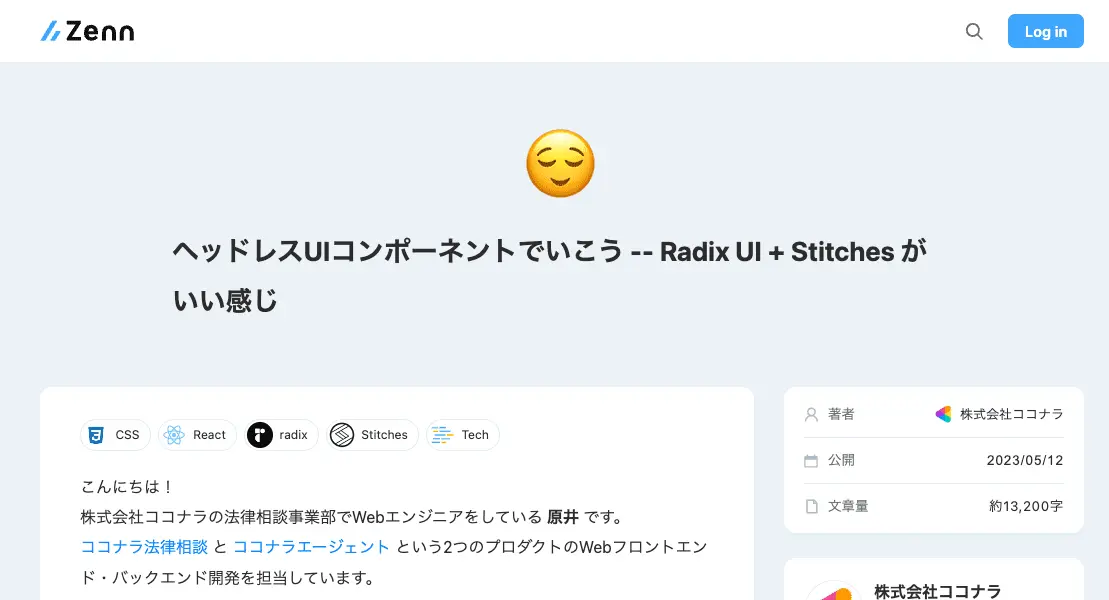 Zenn
Log in
ヘッドレスUIコンポーネントでいこう -- Radix UI + Stitches が
いい感じ
CSS
React
radix
Stitches
Tech
こんにちは！
株式会社ココナラの法律相談事業部でWebエンジニアをしている 原井 です。
ココナラ法律相談 と ココナラエージェント という2つのプロダクトのWebフロントエン
ド・バックエンド開発を担当しています。
著者
株式会社ココナラ
公開
2023/05/12
文章量
約13,200字
株式会社ココナラ